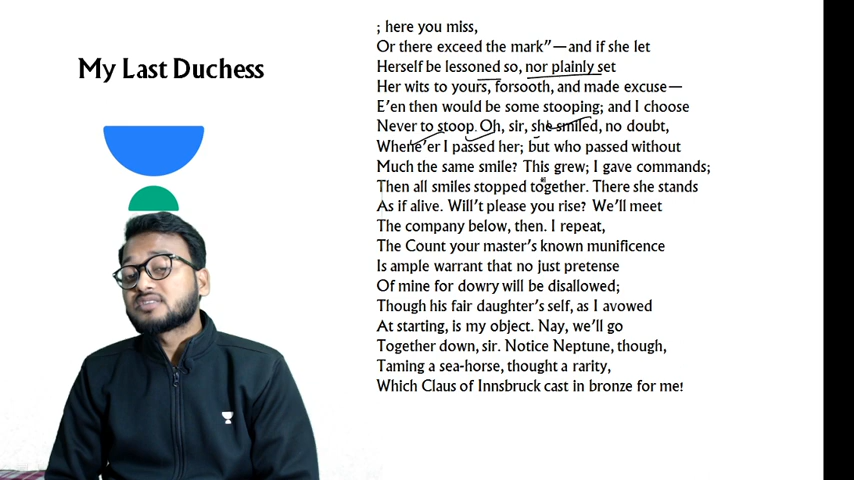 My Last Duchess
; here you miss,
Or there exceed the mark”—and if she let
Herself be lessoned so, nor plainly set
Her wits to yours, forsooth, and made excuse—
E’en then would be some stooping; and I choose
Never to stoop. Oh, sir, she smiled, no doubt,
Whene’er I passed her; but who passed without
Much the same smile? This grew; I gave commands;
Then all smiles stopped together. There she stands
As if alive. Will’t please you rise? We’ll meet
The company below, then. I repeat,
The Count your master’s known munificence
Is ample warrant that no just pretense
Of mine for dowry will be disallowed;
Though his fair daughter’s self, as I avowed
At starting, is my object. Nay, we’ll go
Together down, sir. Notice Neptune, though,
Taming a sea-horse, thought a rarity,
Which Claus of Innsbruck cast in bronze for me!